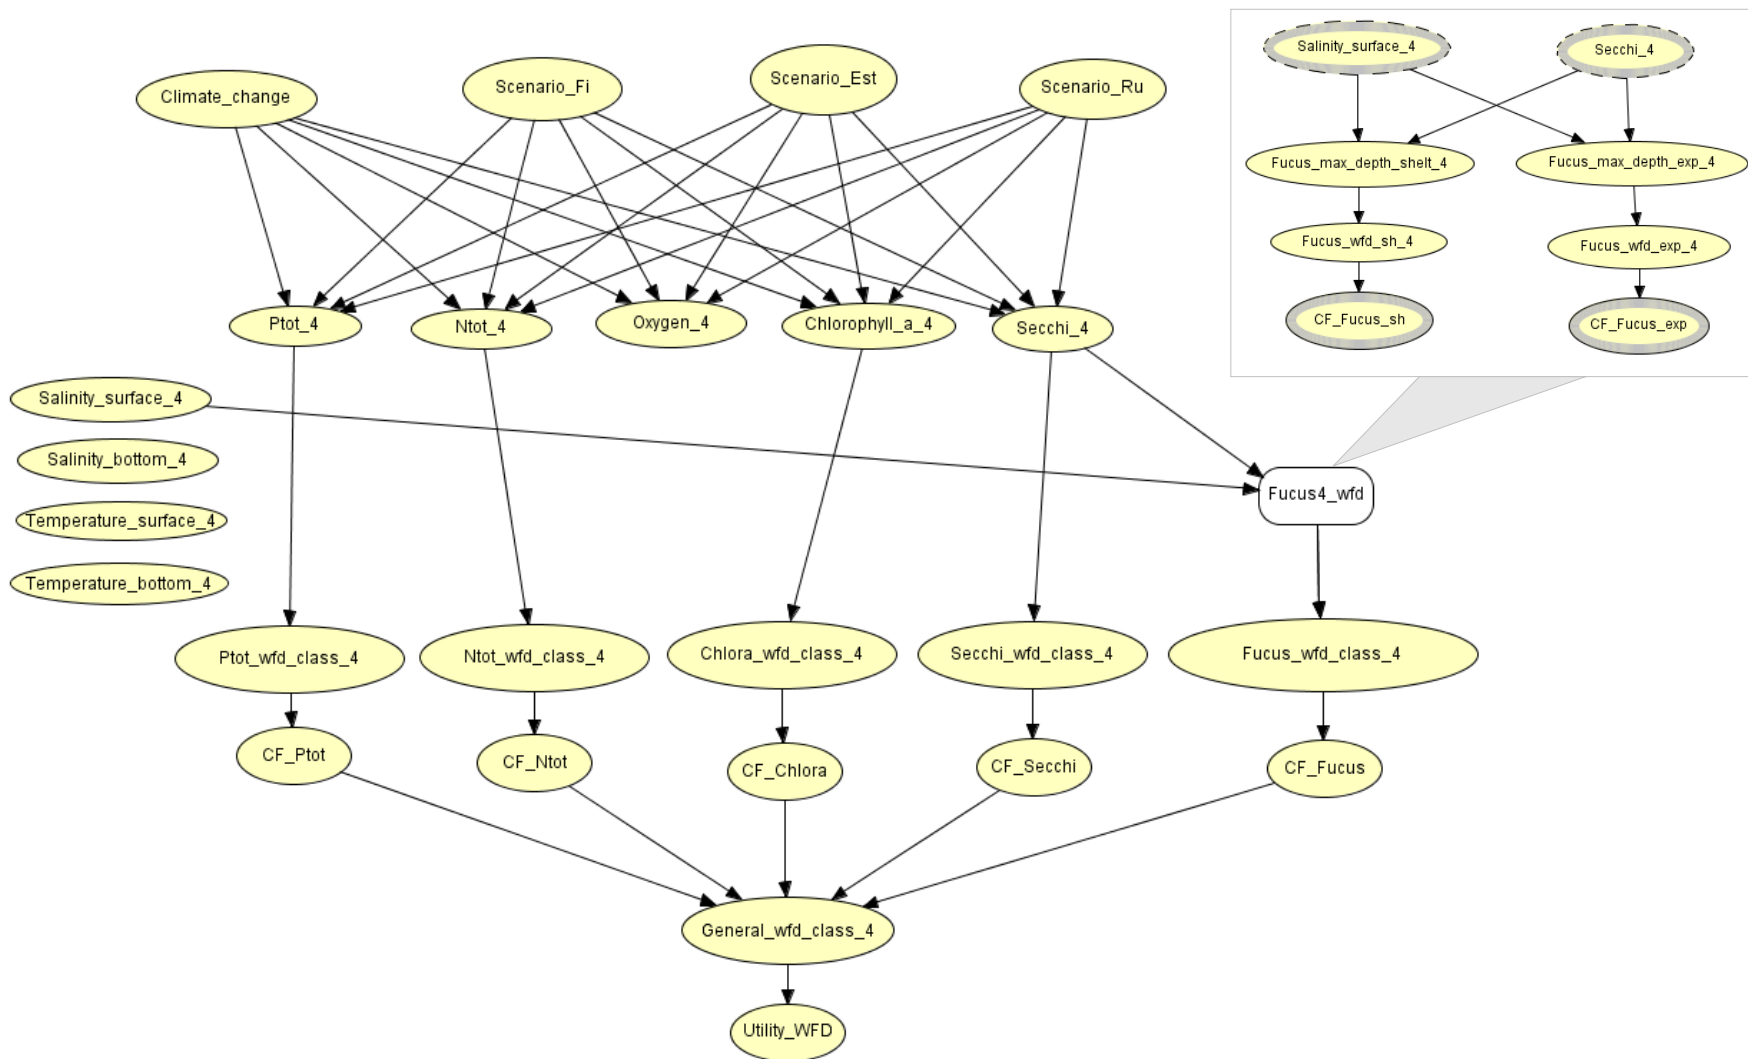 Salinity_surface_4
Secchi_4
Climate_change
Scenario_Fi
Scenario_Est
Scenario_Ru
Fucus_max_depth_shelt_4
Fucus_max_depth_exp_4
Fucus_wfd_sh_4
Fucus_wfd_exp_4
CF_Fucus_sh
CF_Fucus_exp
Ptot_4
Ntot_4
Oxygen_4
Chlorophyll_a_4
Secchi_4
Salinity_surface_4
Salinity_bottom_4
Temperature_surface_4
Temperature_bottom_4
Fucus4_wfd
Ptot_wfd_class_4
Ntot_wfd_class_4
Chlora_wfd_class_4
Secchi_wfd_class_4
Fucus_wfd_class_4
CF_Ptot
CF_Ntot
CF_Chlora
CF_Secchi
CF_Fucus
General_wfd_class_4
Utility_WFD